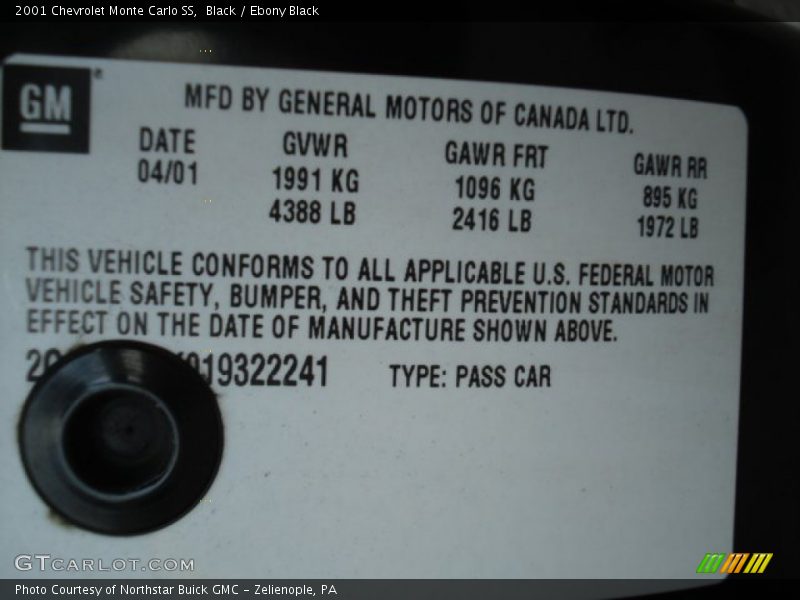 2001 Chevrolet Monte Carlo SS,  Black / Ebony Black
GM
MFD BY GENERAL MOTORS OF CANADA LTD.
DATE GVWR GAWR FRT GAWR RR
04/01 1991 KG 1096 KG 895 KG
4388 LB 2416 LB 1972 LB
THIS VEHICLE CONFORMS TO ALL APPLICABLE U.S. FEDERAL MOTOR
VEHICLE SAFETY, BUMPER, AND THEFT PREVENTION STANDARDS IN
EFFECT ON THE DATE OF MANUFACTURE SHOWN ABOVE.
TYPE: PASS CAR
GTCARLOT.COM
Photo Courtesy of Northstar Buick GMC - Zelienople, PA